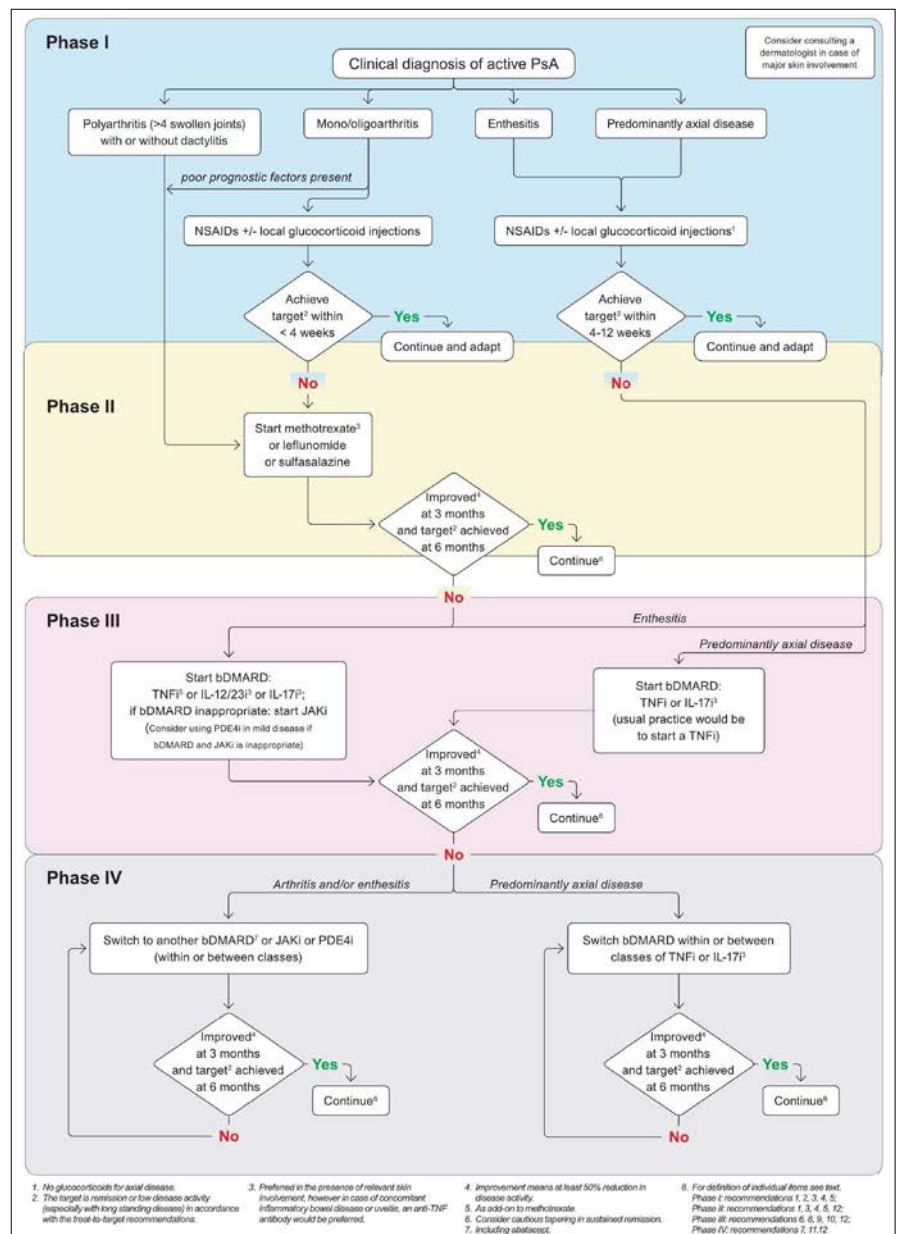 Phase I
Clinical diagnosis of active PsA
Consider consulting a
dermatologist in case of
major skin involvement
Polyarthritis (>4 swollen joints)
with or without dactylitis
Mono/oligoarthritis
Enthesitis
Predominantly axial disease
poor prognostic factors present
NSAIDs +/- local glucocorticoid injections
NSAIDs +/- local glucocorticoid injections¹
Achieve
target² within
< 4 weeks
Yes
Continue and adapt
Achieve
target² within
4-12 weeks
Yes
Continue and adapt
No
No
Phase II
Start methotrexate³
or leflunomide
or sulfasalazine
Improved⁴
at 3 months
and target² achieved
at 6 months
Yes
Continue⁶
No
Phase III
Enthesitis
Predominantly axial disease
Start bDMARD:
TNFi⁵ or IL-12/23i³ or IL-17i³;
if bDMARD inappropriate: start JAKi
(Consider using PDE4i in mild disease if
bDMARD and JAKi is inappropriate)
Start bDMARD:
TNFi or IL-17i³
(usual practice would be
to start a TNFi)
Improved⁴
at 3 months
and target² achieved
at 6 months
Yes
Continue⁶
No
Phase IV
Arthritis and/or enthesitis
Predominantly axial disease
Switch to another bDMARD⁷ or JAKi or PDE4i
(within or between classes)
Switch bDMARD within or between
classes of TNFi or IL-17i³
Improved⁴
at 3 months
and target² achieved
at 6 months
Yes
Continue⁶
No
Improved⁴
at 3 months
and target² achieved
at 6 months
Yes
Continue⁶
No
1. No glucocorticoids for axial disease.
2. The target is remission or low disease activity
(especially with long standing disease) in accordance
with the treat-to-target recommendations.
3. Preferred in the presence of relevant skin
involvement, however in case of concomitant
inflammatory bowel disease or uveitis, an anti-TNF
antibody would be preferred.
4. Improvement means at least 50% reduction in
disease activity.
5. As add-on to methotrexate.
6. Consider cautious tapering in sustained remission.
7. Including abatacept.
8. For definition of individual items see text.
Phase I: recommendations 1, 2, 3, 4, 5;
Phase II: recommendations 1, 3, 4, 5, 12;
Phase III: recommendations 6, 8, 9, 10, 12;
Phase IV: recommendations 7, 11,12